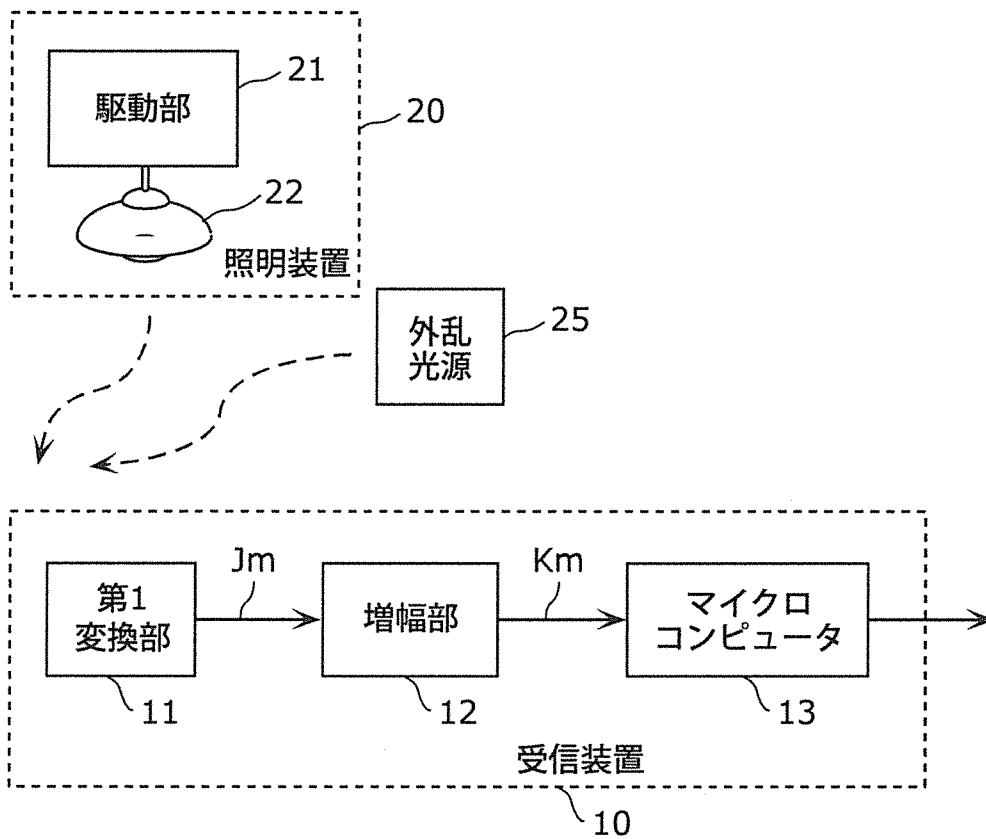 駆動部
21
20
22
照明装置
外乱
光源
25
第1
変換部
11
Jm
増幅部
12
Km
マイクロ
コンピュータ
13
受信装置
10